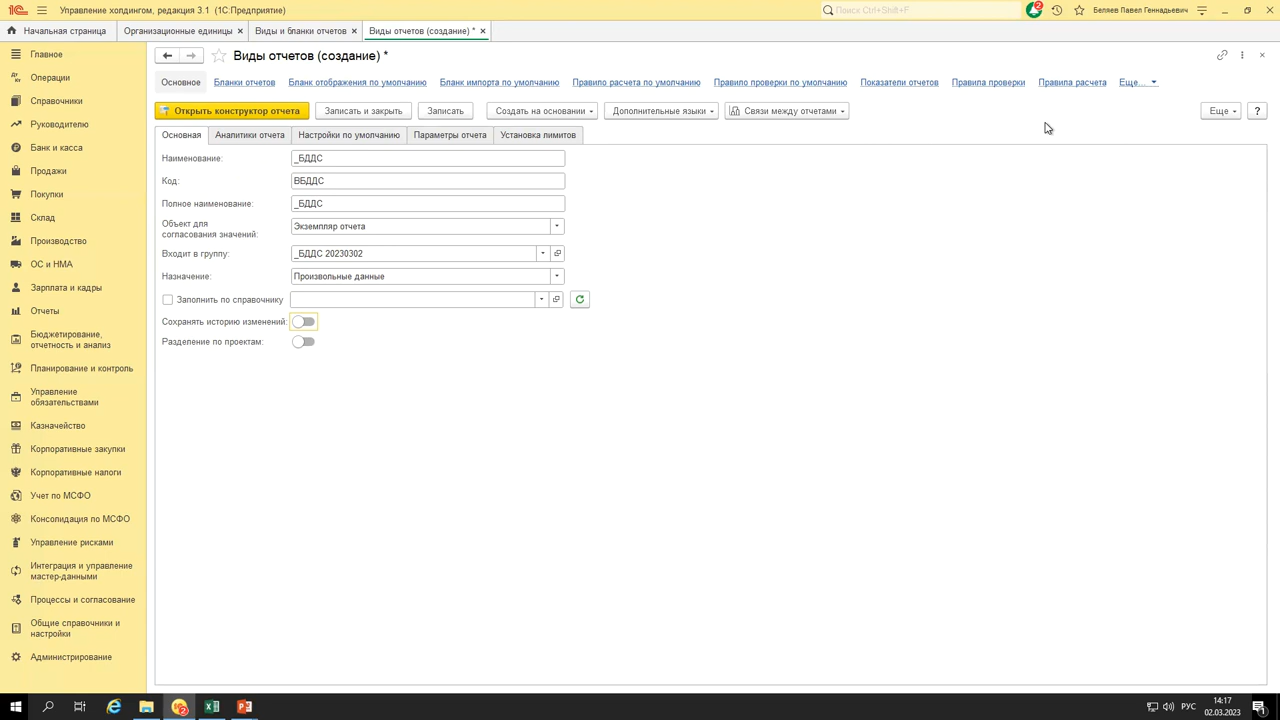 Управление холдингом, редакция 3.1 (1С:Предприятие)
Поиск Ctrl+Shift+F
2
Беляев Павел Геннадьевич
Начальная страница
Организационные единицы ×
Виды и бланки отчетов ×
Виды отчетов (создание) * ×
Виды отчетов (создание) *
Основное
Бланки отчетов
Бланк отображения по умолчанию
Бланк импорта по умолчанию
Правило расчета по умолчанию
Правило проверки по умолчанию
Показатели отчетов
Правила проверки
Правила расчета
Еще...
Открыть конструктор отчета
Записать и закрыть
Записать
Создать на основании
Дополнительные языки
Связи между отчетами
Еще
?
Основная
Аналитики отчета
Настройки по умолчанию
Параметры отчета
Установка лимитов
Наименование: _БДДС
Код: ВБДДС
Полное наименование: _БДДС
Объект для
согласования значений: Экземпляр отчета
Входит в группу: _БДДС 20230302
Назначение: Произвольные данные
Заполнить по справочнику
Сохранять историю изменений:
Разделение по проектам:
Главное
Операции
Справочники
Руководителю
Банк и касса
Продажи
Покупки
Склад
Производство
ОС и НМА
Зарплата и кадры
Отчеты
Бюджетирование,
отчетность и анализ
Планирование и контроль
Управление
обязательствами
Казначейство
Корпоративные закупки
Корпоративные налоги
Учет по МСФО
Консолидация по МСФО
Управление рисками
Интеграция и управление
мастер-данными
Процессы и согласование
Общие справочники и
настройки
Администрирование
РУС
14:17
02.03.2023
1